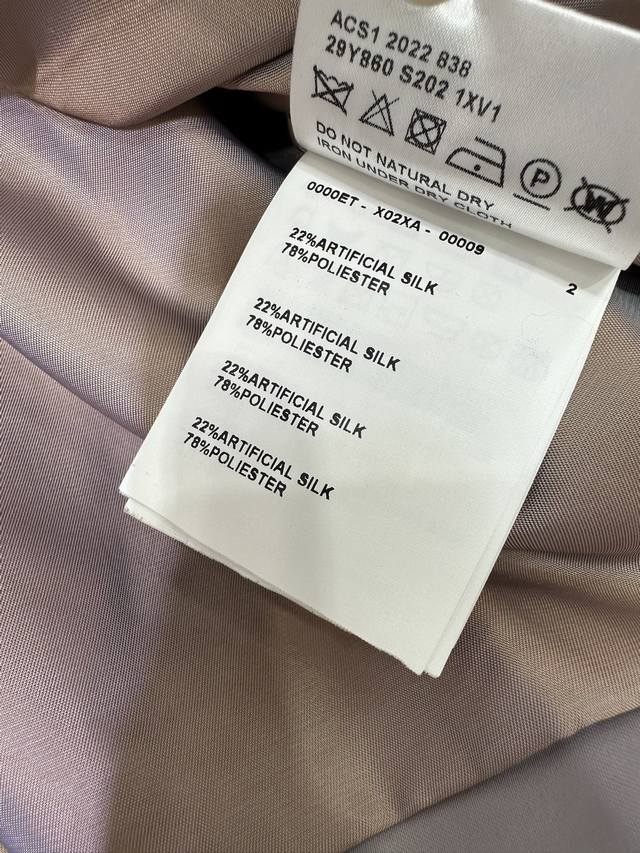 ACS1 2022 838
29Y860 S202 1XV1
P W
DO NOT NATURAL DRY
IRON UNDER DRY CLOTH
0000ET - X02XA - 00009
2
22%ARTIFICIAL SILK
78%POLIESTER
22%ARTIFICIAL SILK
78%POLIESTER
22%ARTIFICIAL SILK
78%POLIESTER
22%ARTIFICIAL SILK
78%POLIESTER